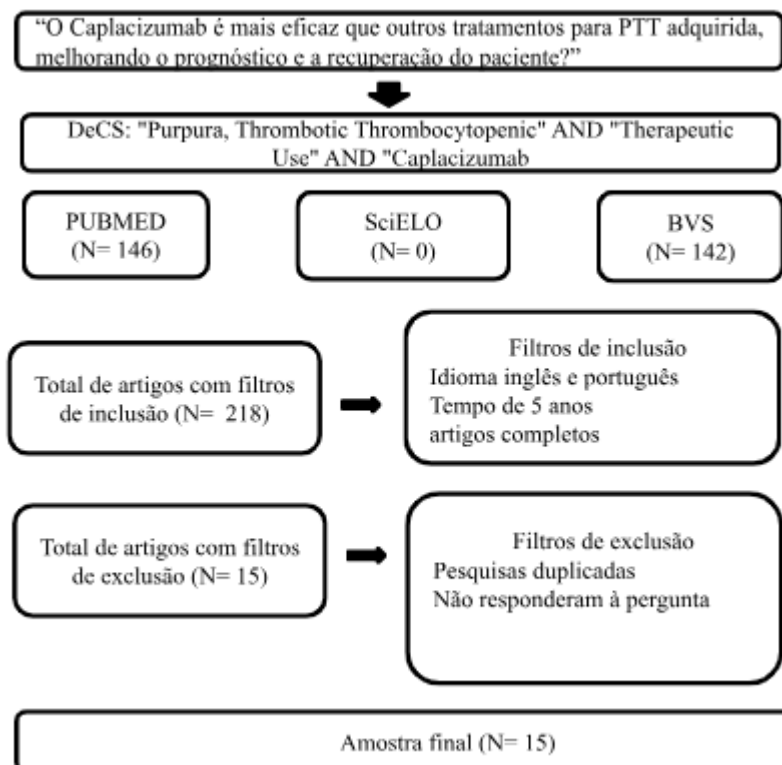 “O Caplacizumab é mais eficaz que outros tratamentos para PTT adquirida,
melhorando o prognóstico e a recuperação do paciente?”
DeCS: "Purpura, Thrombotic Thrombocytopenic" AND "Therapeutic
Use" AND "Caplacizumab
PUBMED
(N= 146)
SciELO
(N= 0)
BVS
(N= 142)
Total de artigos com filtros
de inclusão (N= 218)
Filtros de inclusão
Idioma inglês e português
Tempo de 5 anos
artigos completos
Total de artigos com filtros
de exclusão (N= 15)
Filtros de exclusão
Pesquisas duplicadas
Não responderam à pergunta
Amostra final (N= 15)